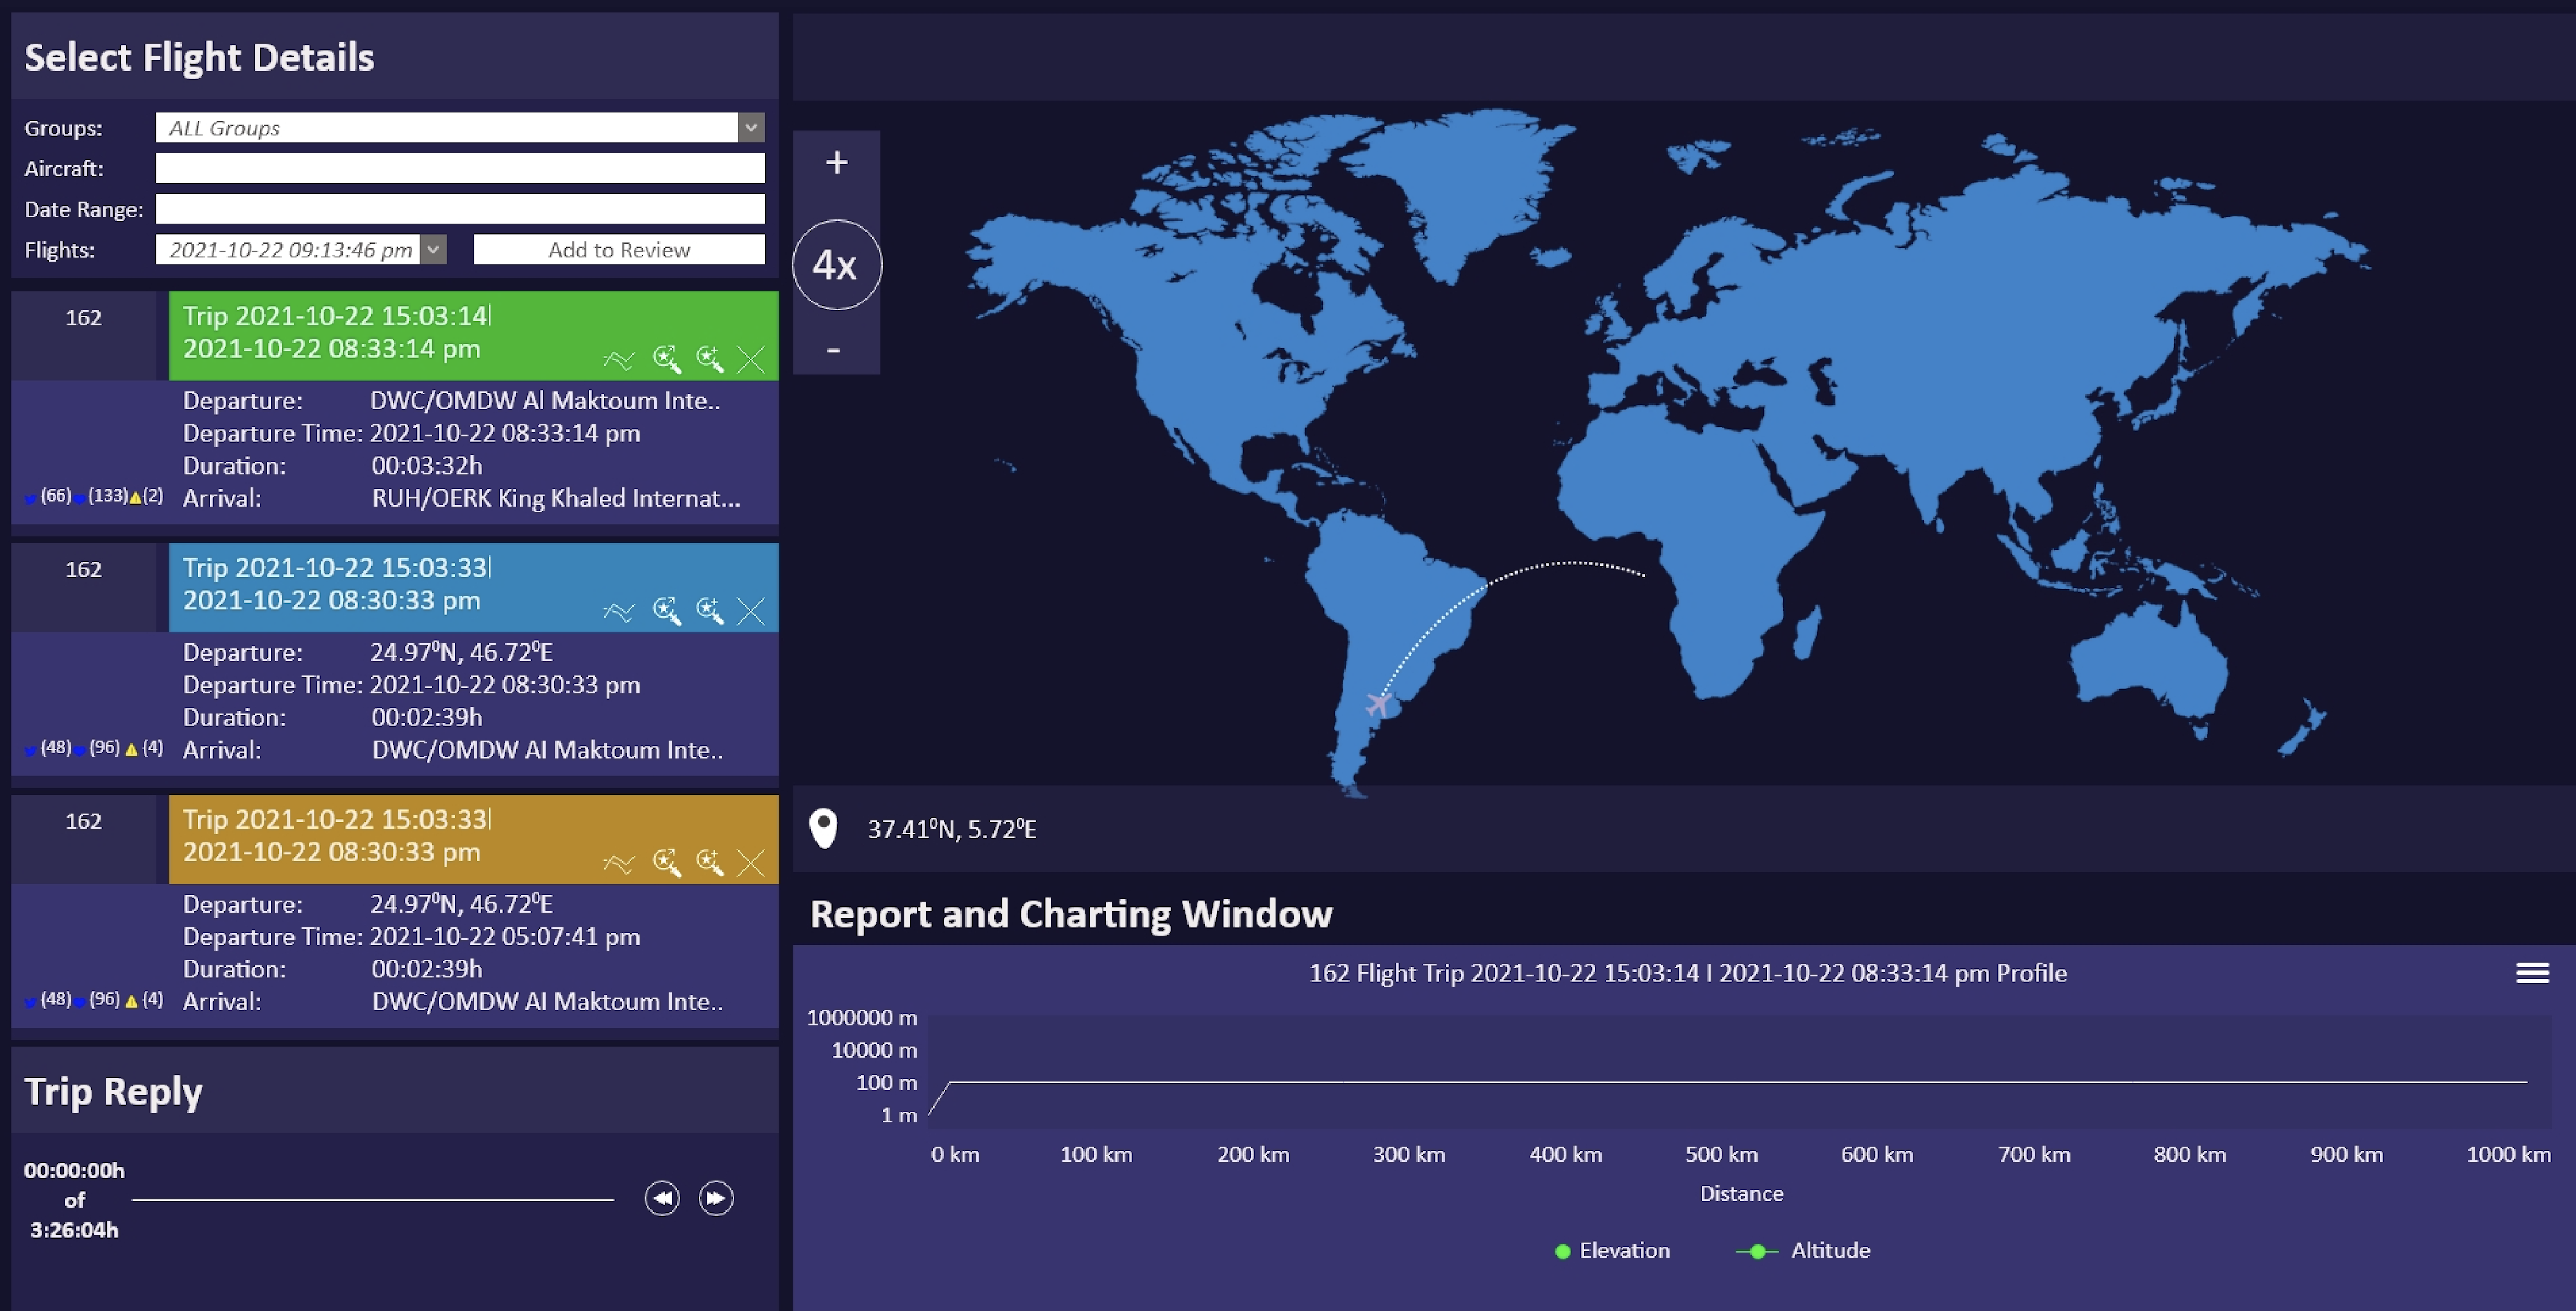 Select Flight Details
Groups: ALL Groups
Aircraft:
Date Range:
Flights: 2021-10-22 09:13:46 pm Add to Review
162
Trip 2021-10-22 15:03:14|
2021-10-22 08:33:14 pm
Departure: DWC/OMDW Al Maktoum Inte..
Departure Time: 2021-10-22 08:33:14 pm
Duration: 00:03:32h
(66) (133) (2) Arrival: RUH/OERK King Khaled Internat...
162
Trip 2021-10-22 15:03:33|
2021-10-22 08:30:33 pm
Departure: 24.97⁰N, 46.72⁰E
Departure Time: 2021-10-22 08:30:33 pm
Duration: 00:02:39h
(48) (96) (4) Arrival: DWC/OMDW Al Maktoum Inte..
162
Trip 2021-10-22 15:03:33|
2021-10-22 08:30:33 pm
Departure: 24.97⁰N, 46.72⁰E
Departure Time: 2021-10-22 05:07:41 pm
Duration: 00:02:39h
(48) (96) (4) Arrival: DWC/OMDW Al Maktoum Inte..
Trip Reply
00:00:00h
of
3:26:04h
+
4x
-
37.41⁰N, 5.72⁰E
Report and Charting Window
162 Flight Trip 2021-10-22 15:03:14 I 2021-10-22 08:33:14 pm Profile
1000000 m
10000 m
100 m
1 m
0 km 100 km 200 km 300 km 400 km 500 km 600 km 700 km 800 km 900 km 1000 km
Distance
Elevation Altitude